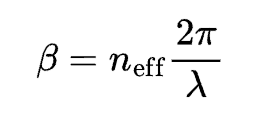 β = n_eff 2π/λ